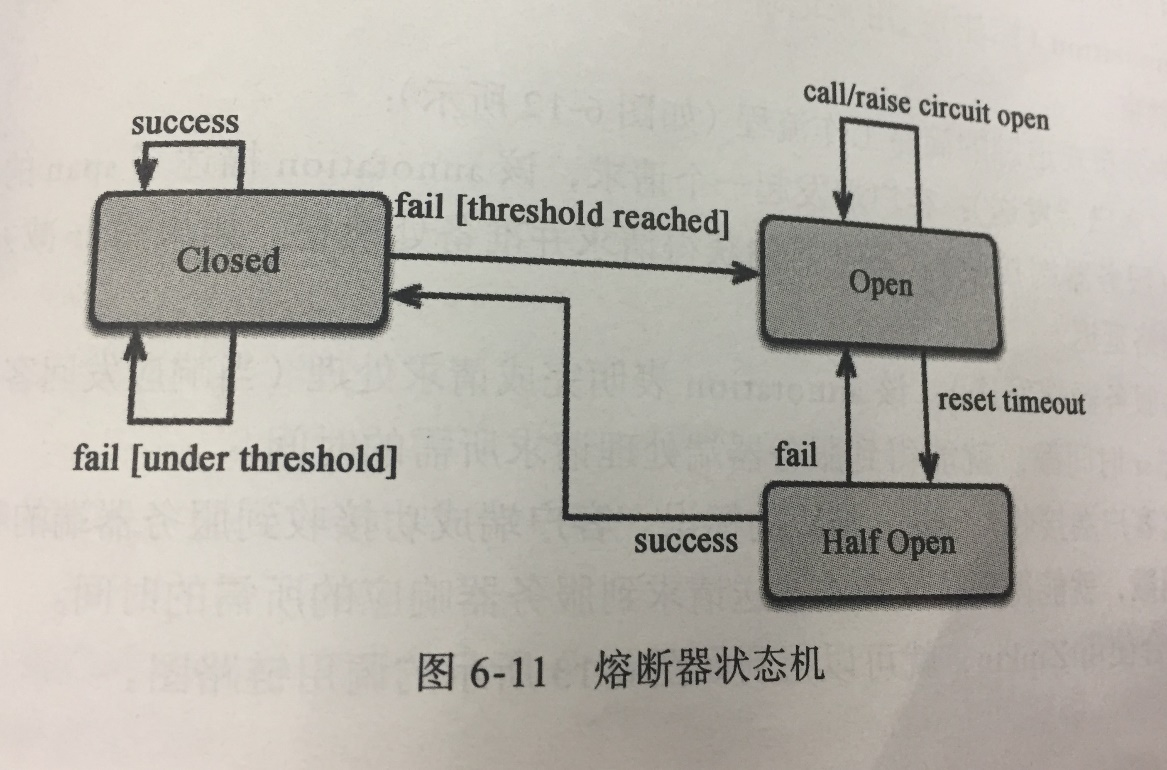 success
call/raise circuit open
fail [threshold reached]
Closed
Open
fail [under threshold]
reset timeout
fail
success
Half Open
图 6-11 熔断器状态机